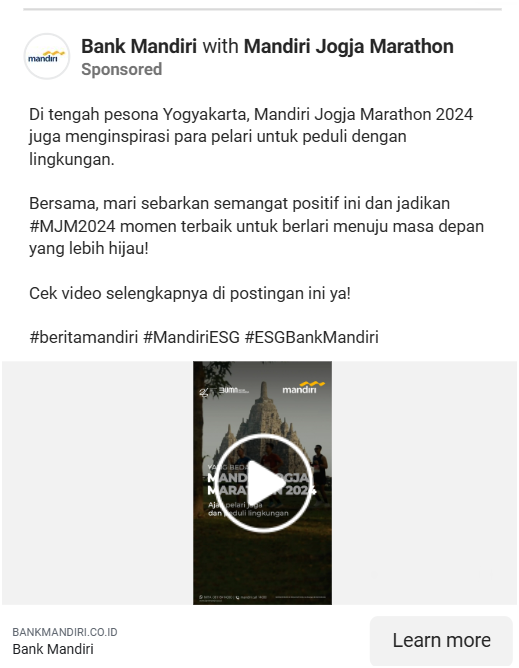 mandiri
Bank Mandiri with Mandiri Jogja Marathon
Sponsored
Di tengah pesona Yogyakarta, Mandiri Jogja Marathon 2024
juga menginspirasi para pelari untuk peduli dengan
lingkungan.
Bersama, mari sebarkan semangat positif ini dan jadikan
#MJM2024 momen terbaik untuk berlari menuju masa depan
yang lebih hijau!
Cek video selengkapnya di postingan ini ya!
#beritamandiri #MandiriESG #ESGBankMandiri
BUMN
mandiri
YANG
MANDIRI JOGJA
MARATHON 2024
Ajak pelari juga
dan peduli lingkungan
BANKMANDIRI.CO.ID
Bank Mandiri
Learn more